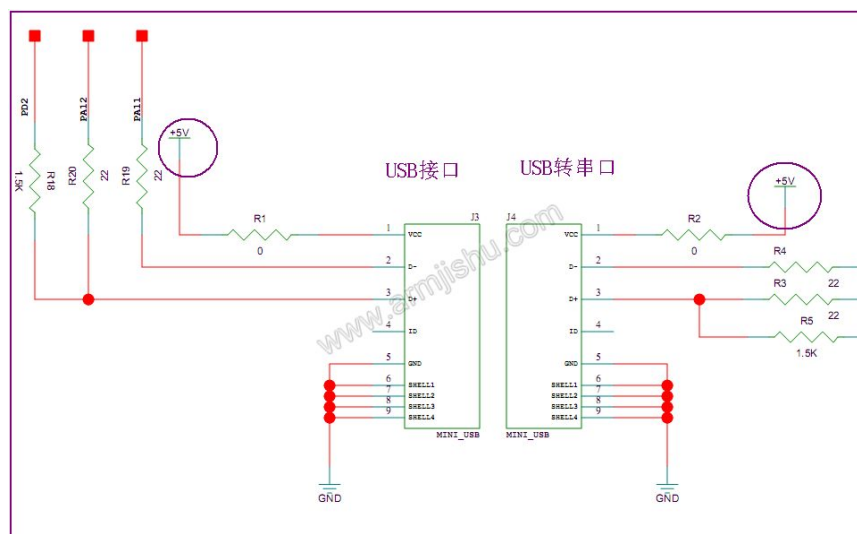 PD2
PA12
PA11
+5V
1.5K
R18
R20
22
R19
22
USB接口
USB转串口
+5V
R1
0
R2
0
R4
22
R3
22
R5
1.5K
J3
1 VCC
2 D-
3 D+
4 ID
5 GND
6 SHELL1
7 SHELL2
8 SHELL3
9 SHELL4
MINI_USB
GND
J4
VCC 1
D- 2
D+ 3
ID 4
GND 5
SHELL1 6
SHELL2 7
SHELL3 8
SHELL4 9
MINI_USB
GND
www.armjishu.com